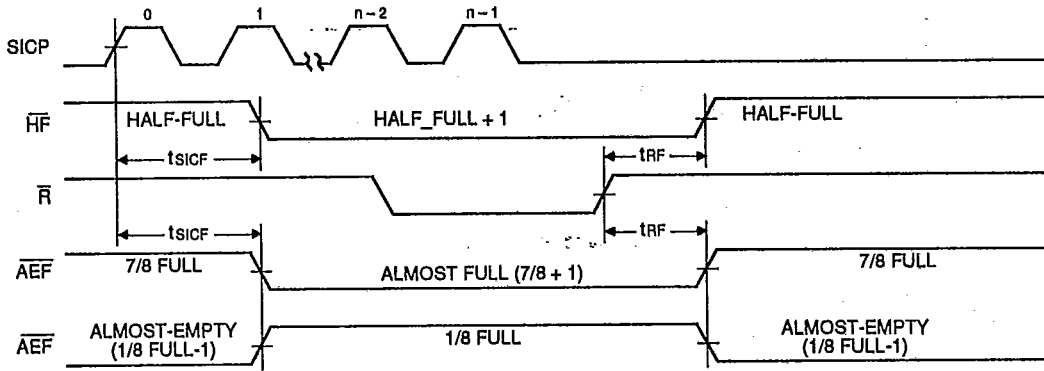 0 1 n-2 n-1
SICP
HF HALF-FULL HALF_FULL + 1 HALF-FULL
tSICF tRF
R
tSICF tRF
AEF 7/8 FULL ALMOST FULL (7/8 + 1) 7/8 FULL
AEF ALMOST-EMPTY (1/8 FULL-1) 1/8 FULL ALMOST-EMPTY (1/8 FULL-1)